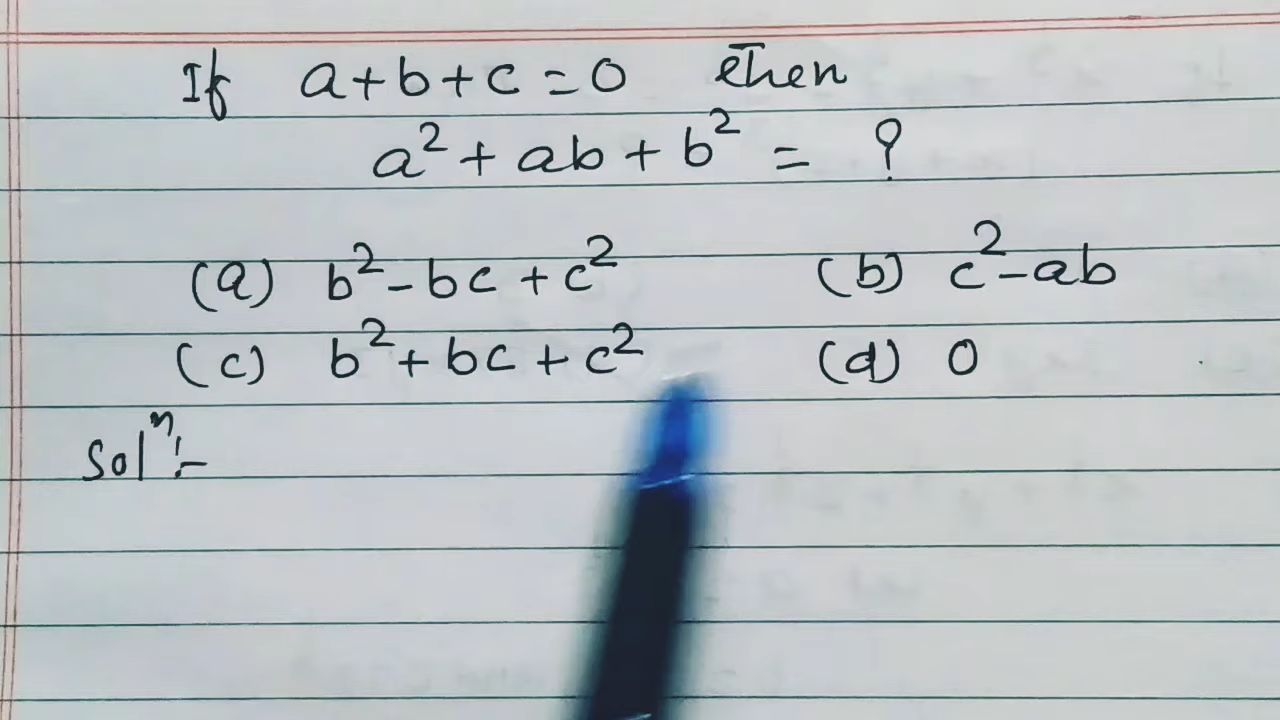 If a+b+c=0 then
a²+ab+b² = ?
(a) b²-bc+c² (b) c²-ab
(c) b²+bc+c² (d) 0
Solⁿ:-